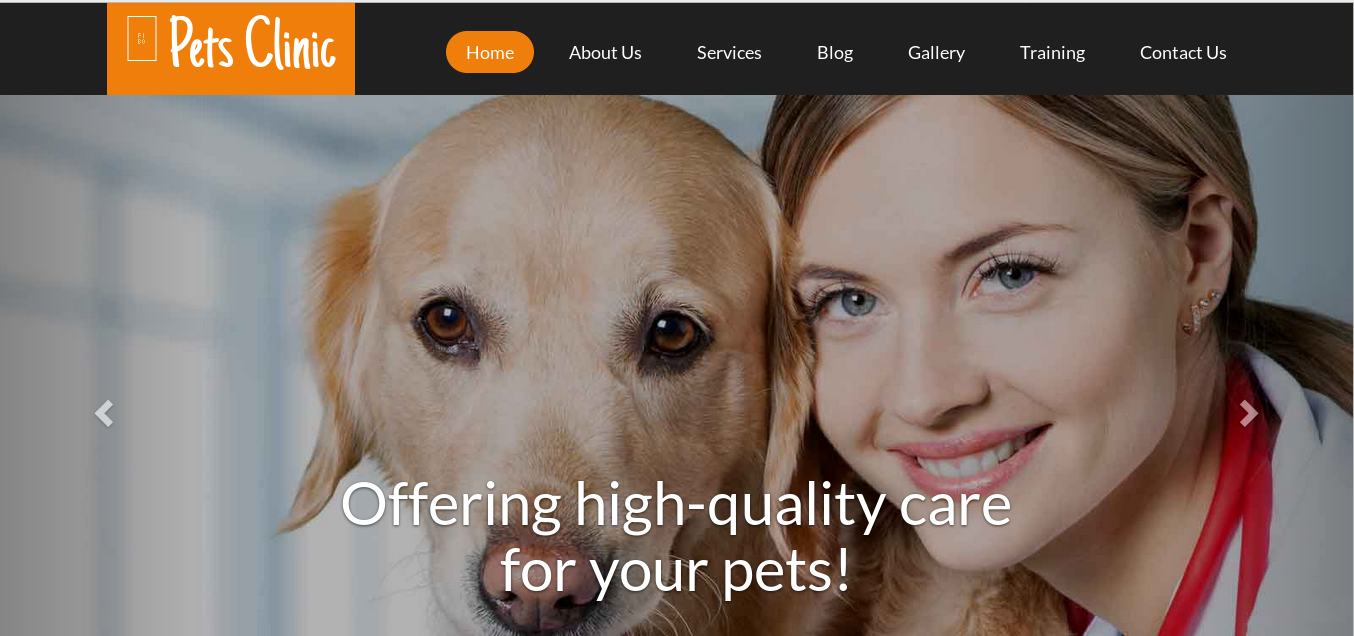 Pets Clinic
Home About Us Services Blog Gallery Training Contact Us
Offering high-quality care
for your pets!